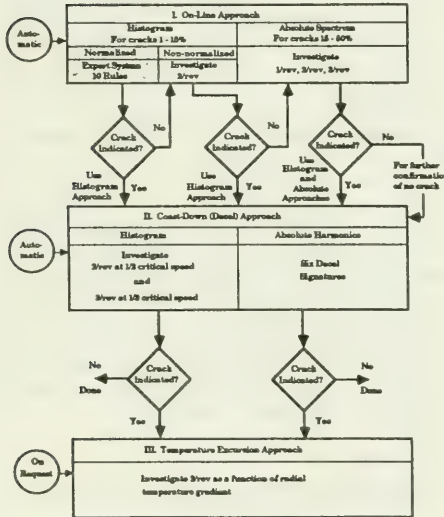 I. On-Line Approach
Auto-
matic
Histogram
For cracks 1 - 15%
Absolute Spectrum
For cracks 15 - 50%
Normalized
Non-normalized
Expert System
10 Rules
Investigate
2/rev
Investigate
1/rev, 2/rev, 3/rev
No
No
No
Crack
Indicated?
Crack
Indicated?
Crack
Indicated?
Use
Histogram
Approach
Yes
Use
Histogram
Approach
Yes
Use
Histogram
and
Absolute
Approaches
Yes
For further
confirmation
of no crack
II. Coast-Down (Decel) Approach
Auto-
matic
Histogram
Absolute Harmonics
Investigate
2/rev at 1/2 critical speed
and
3/rev at 1/3 critical speed
Six Decel
Signatures
No
Done
Crack
Indicated?
Crack
Indicated?
No
Done
Yes
Yes
III. Temperature Excursion Approach
On
Request
Investigate 2/rev as a function of radial
temperature gradient